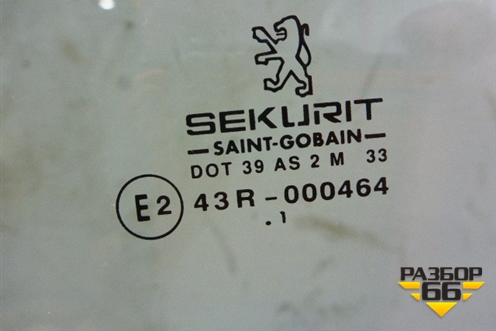 SEKURIT
SAINT-GOBAIN
DOT 39 AS 2 M 33
E2 43R-000464
.1
РАЗБОР
66